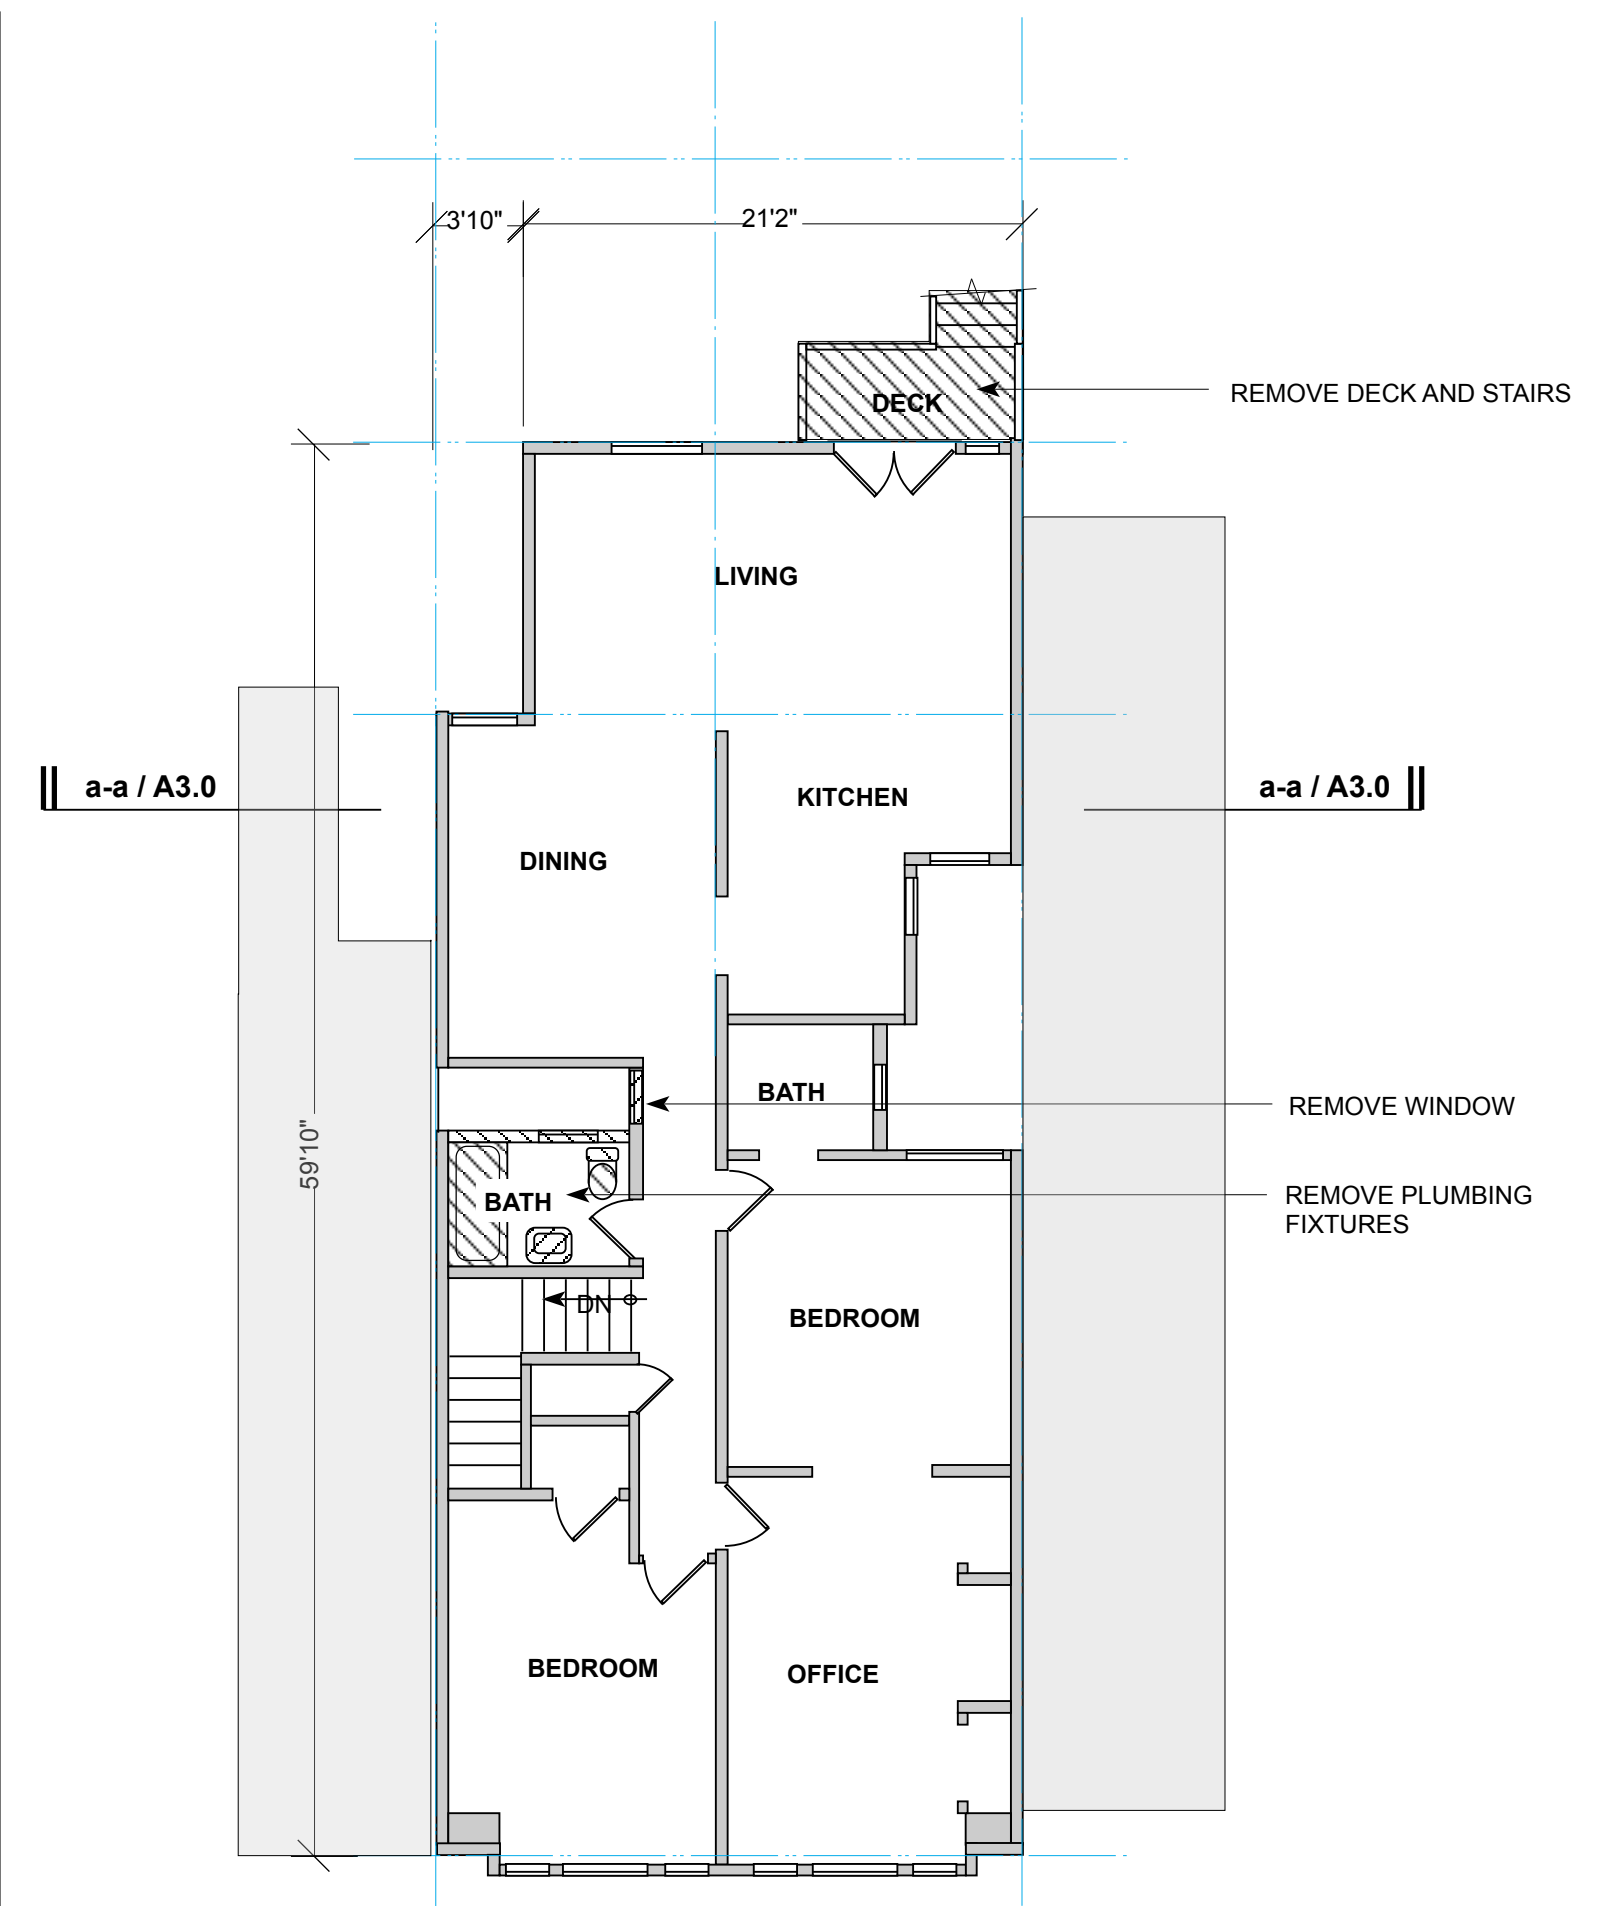 3'10"
21'2"
DECK
REMOVE DECK AND STAIRS
LIVING
a-a / A3.0
a-a / A3.0
KITCHEN
DINING
BATH
REMOVE WINDOW
59'10"
BATH
REMOVE PLUMBING
FIXTURES
DN
BEDROOM
BEDROOM
OFFICE